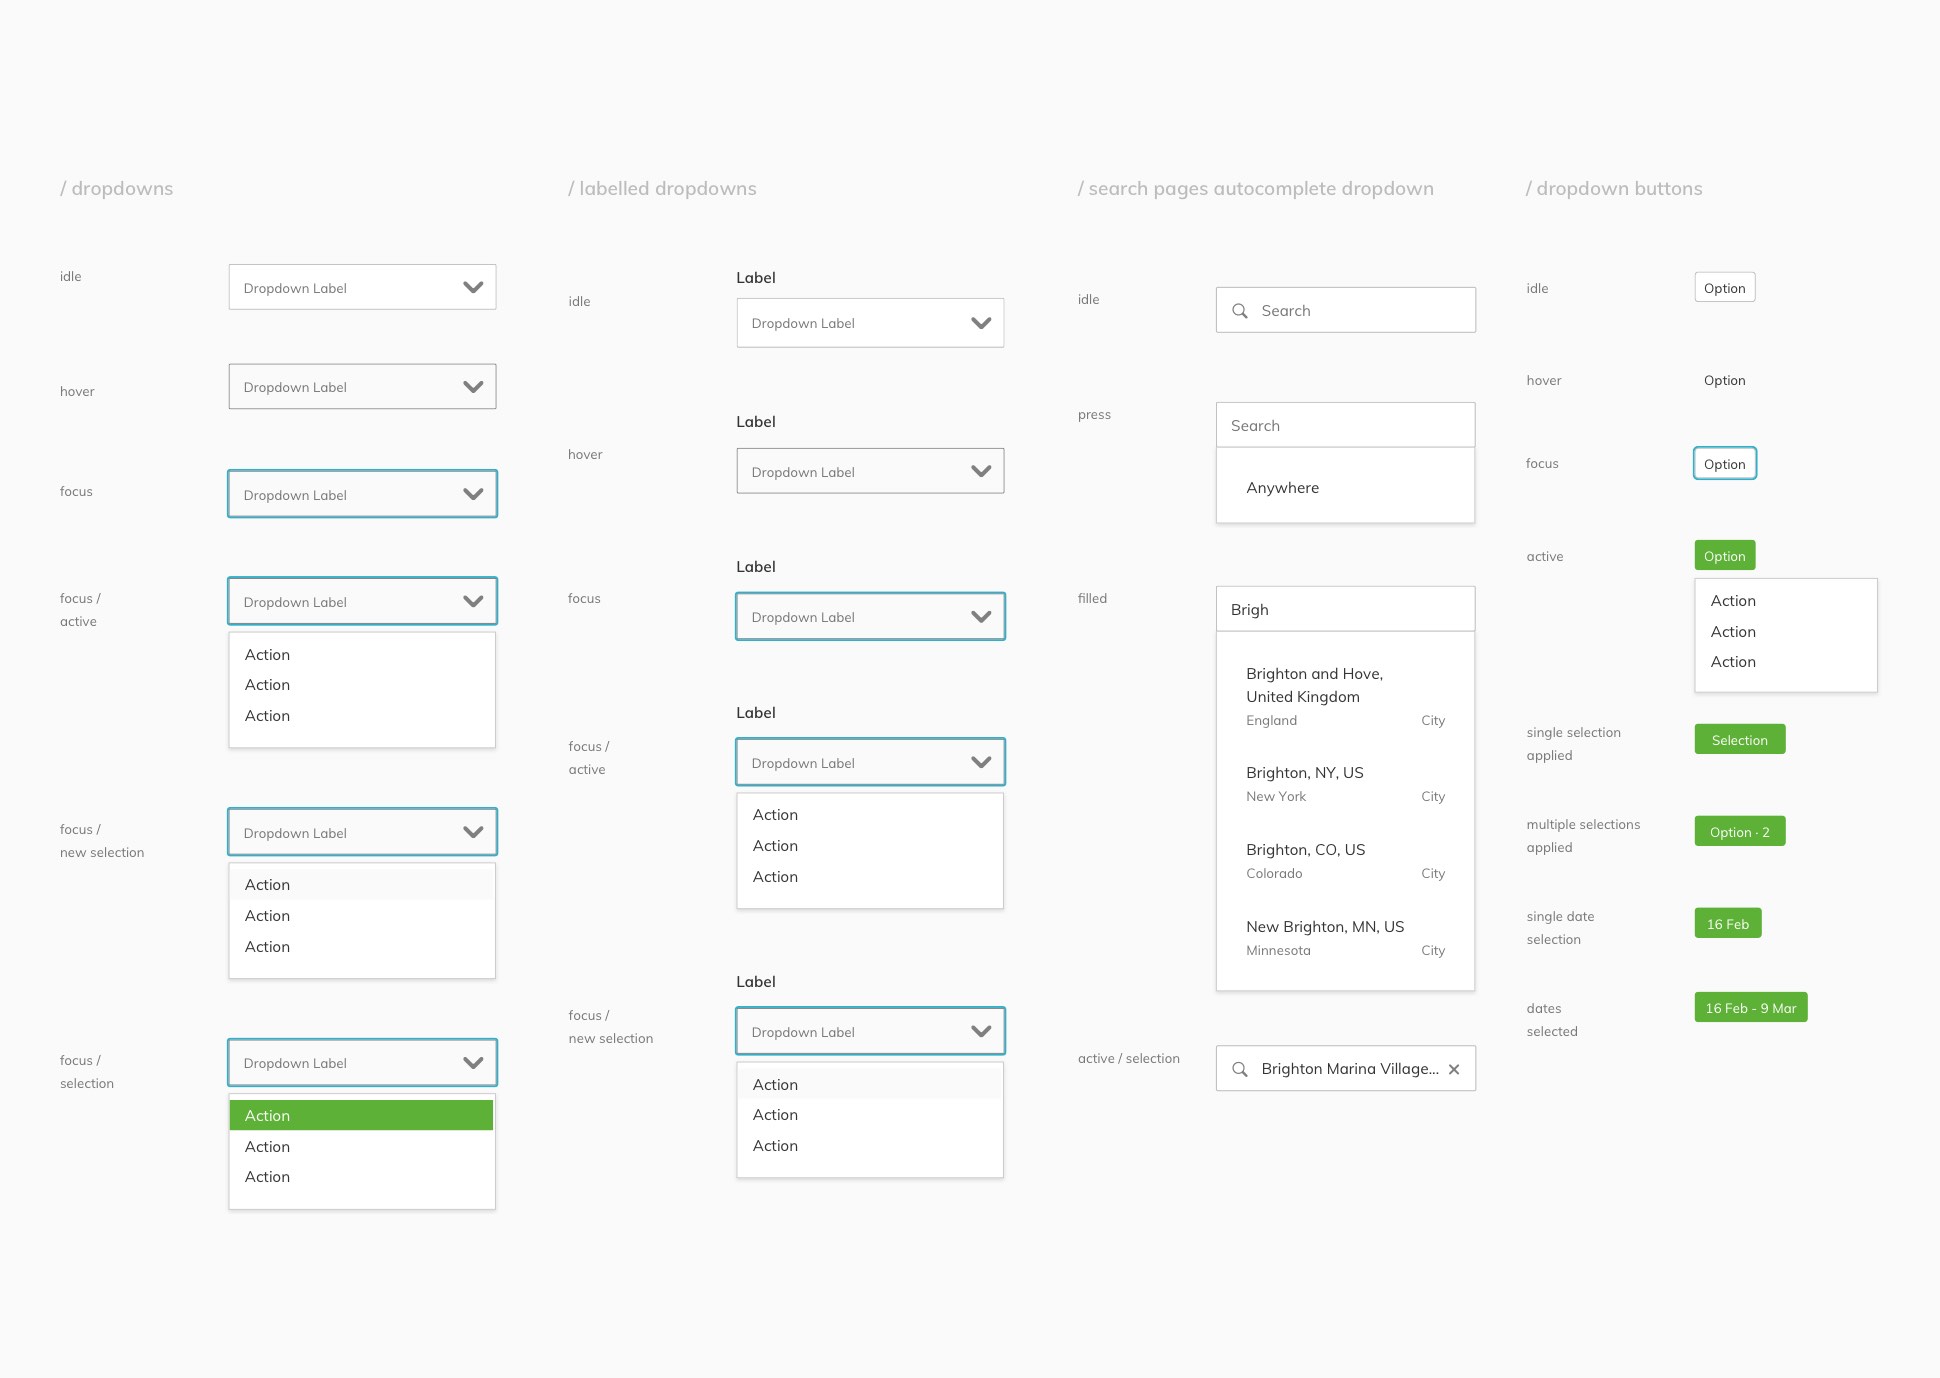 / dropdowns
idle
Dropdown Label
hover
Dropdown Label
focus
Dropdown Label
focus /
active
Dropdown Label
Action
Action
Action
focus /
new selection
Dropdown Label
Action
Action
Action
focus /
selection
Dropdown Label
Action
Action
Action
/ labelled dropdowns
idle
Label
Dropdown Label
hover
Label
Dropdown Label
focus
Label
Dropdown Label
focus /
active
Label
Dropdown Label
Action
Action
Action
focus /
new selection
Label
Dropdown Label
Action
Action
Action
/ search pages autocomplete dropdown
idle
Search
press
Search
Anywhere
filled
Brigh
Brighton and Hove,
United Kingdom
England City
Brighton, NY, US
New York City
Brighton, CO, US
Colorado City
New Brighton, MN, US
Minnesota City
active / selection
Brighton Marina Village...
/ dropdown buttons
idle
Option
hover
Option
focus
Option
active
Option
Action
Action
Action
single selection
applied
Selection
multiple selections
applied
Option · 2
single date
selection
16 Feb
dates
selected
16 Feb - 9 Mar